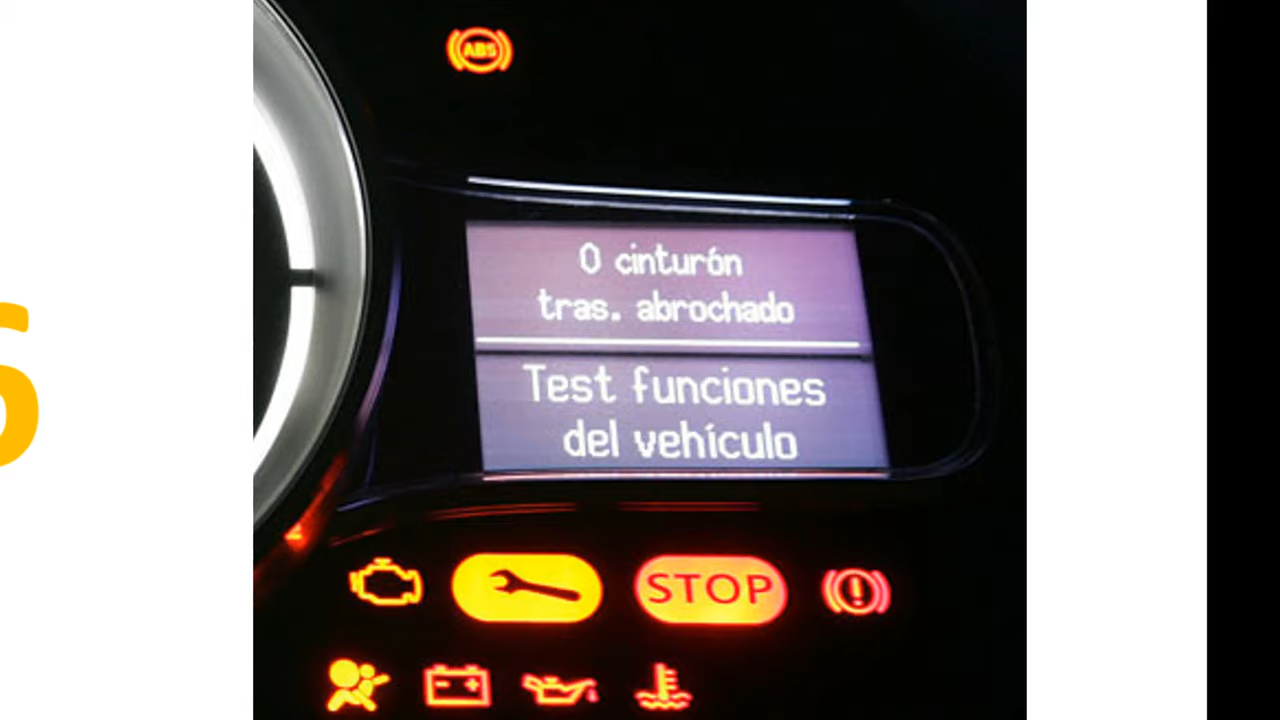 ABS
0 cinturón
tras. abrochado
Test funciones
del vehículo
STOP